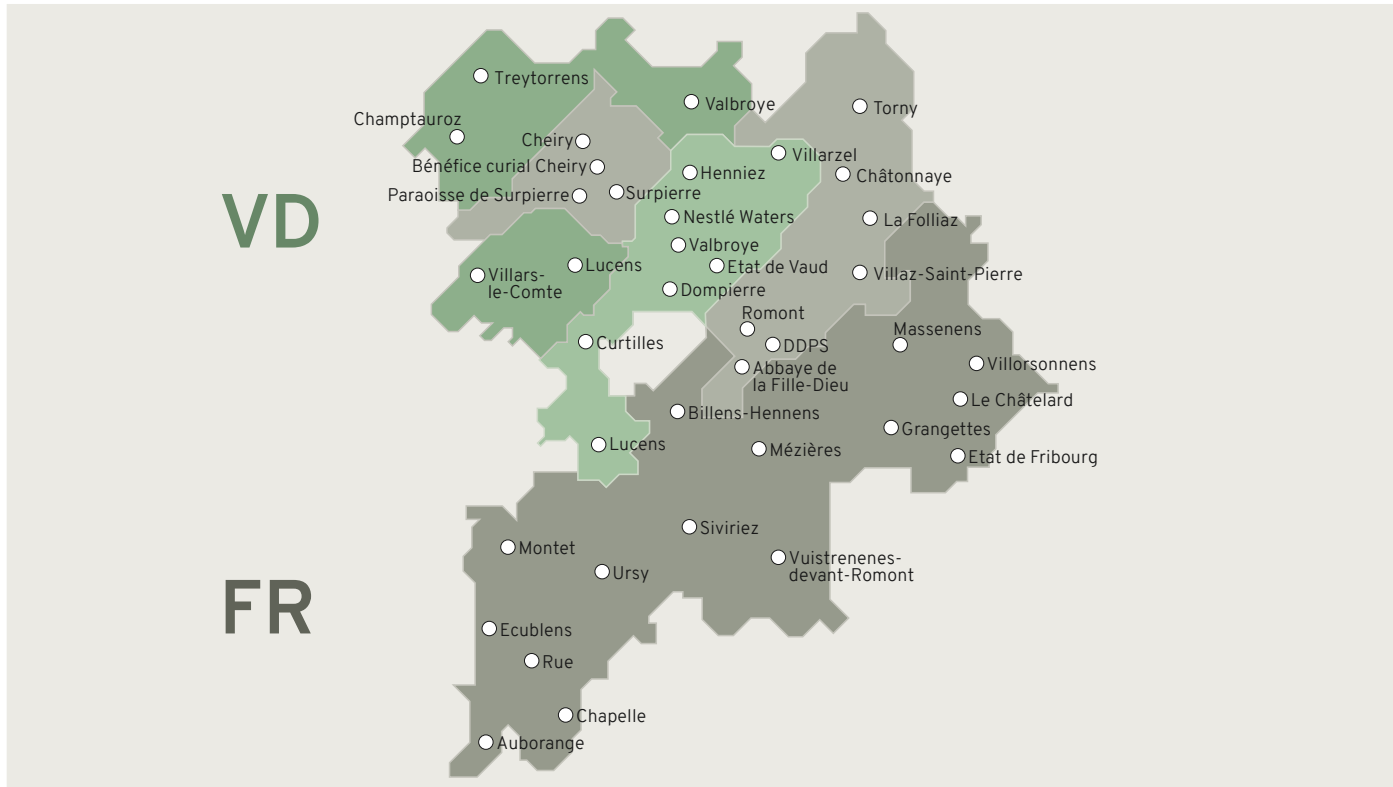 Treytorrens
Valbroye
Torny
Champtauroz
Cheiry
Villarzel
Bénéfice curial Cheiry
Henniez
Châtonnaye
Paraoisse de Surpierre
Surpierre
VD
Nestlé Waters
La Folliaz
Valbroye
Lucens
Etat de Vaud
Villars-
le-Comte
Villaz-Saint-Pierre
Dompierre
Romont
Massenens
Curtilles
DDPS
Villorsonnens
Abbaye de
la Fille-Dieu
Le Châtelard
Billens-Hennens
Grangettes
Lucens
Mézières
Etat de Fribourg
Siviriez
Montet
Vuistrenenes-
devant-Romont
Ursy
FR
Ecublens
Rue
Chapelle
Auborange